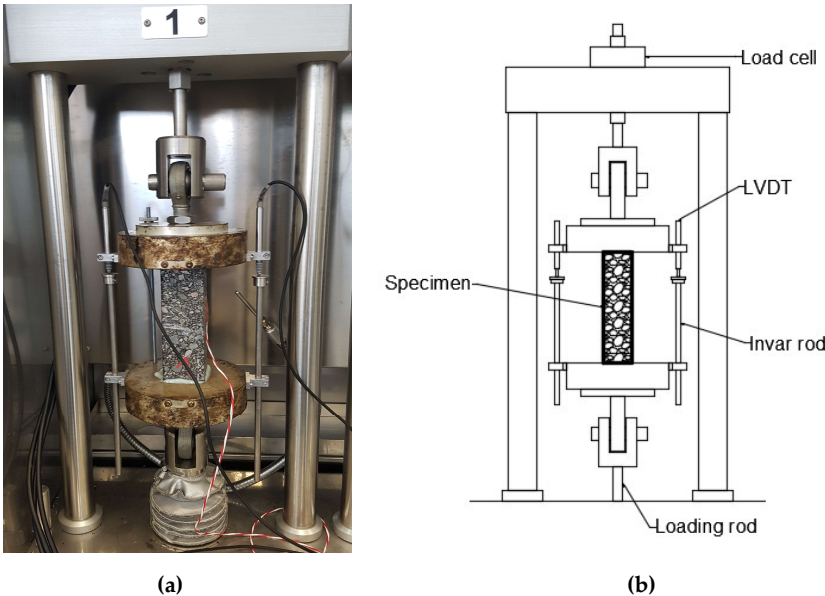 1
Load cell
LVDT
Specimen
Invar rod
Loading rod
(a)
(b)